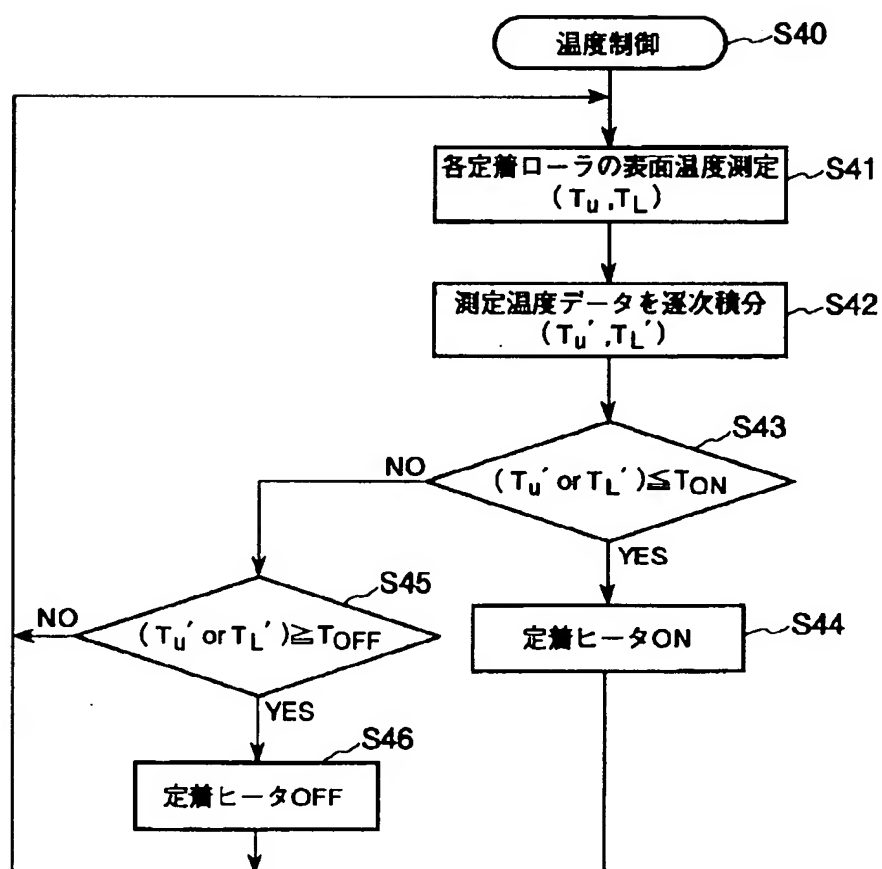 温度制御
S40
各定着ローラの表面温度測定
(Tu,TL)
S41
測定温度データを逐次積分
(Tu′,TL′)
S42
S43
(Tu′ or TL′)≦TON
NO
YES
S45
(Tu′ or TL′)≧TOFF
NO
YES
定着ヒータON
S44
S46
定着ヒータOFF